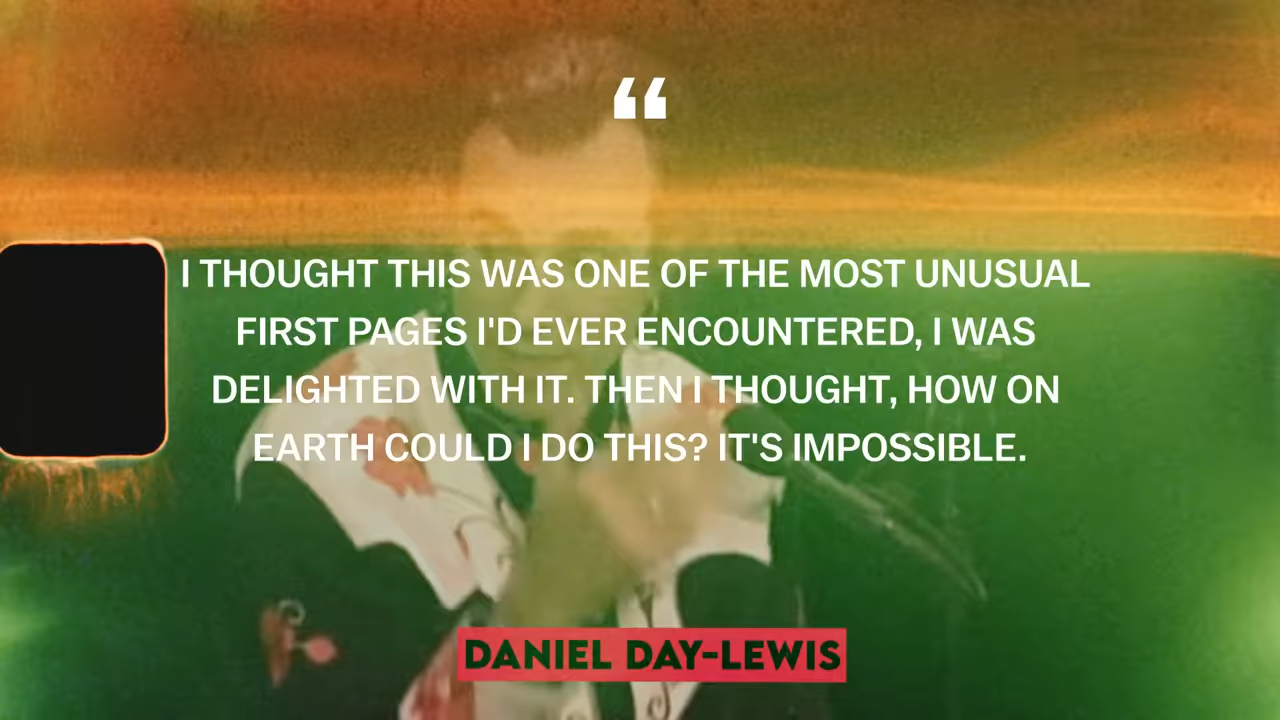 “
I THOUGHT THIS WAS ONE OF THE MOST UNUSUAL
FIRST PAGES I'D EVER ENCOUNTERED, I WAS
DELIGHTED WITH IT. THEN I THOUGHT, HOW ON
EARTH COULD I DO THIS? IT'S IMPOSSIBLE.
DANIEL DAY-LEWIS